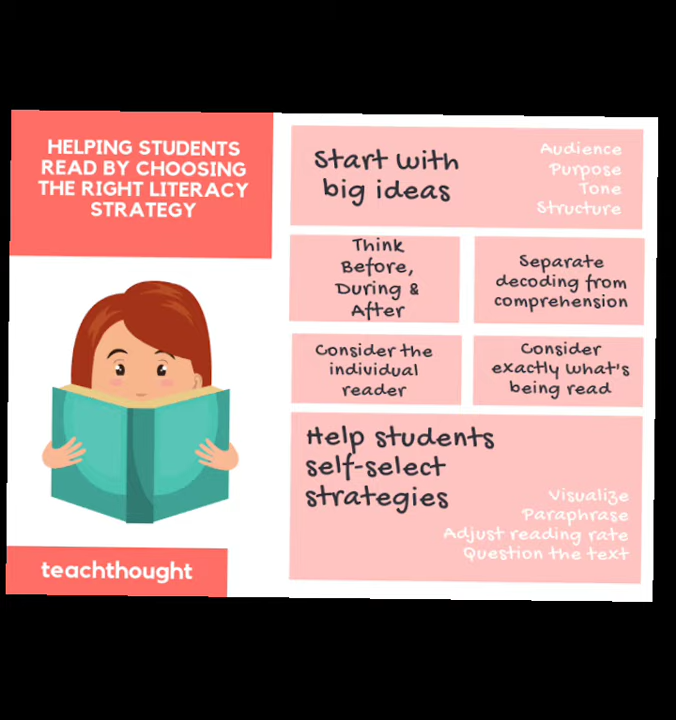 HELPING STUDENTS
READ BY CHOOSING
THE RIGHT LITERACY
STRATEGY
teachthought
Start with
big ideas
Audience
Purpose
Tone
Structure
Think
Before,
During &
After
Separate
decoding from
comprehension
Consider the
individual
reader
Consider
exactly what's
being read
Help students
self-select
strategies
Visualize
Paraphrase
Adjust reading rate
Question the text